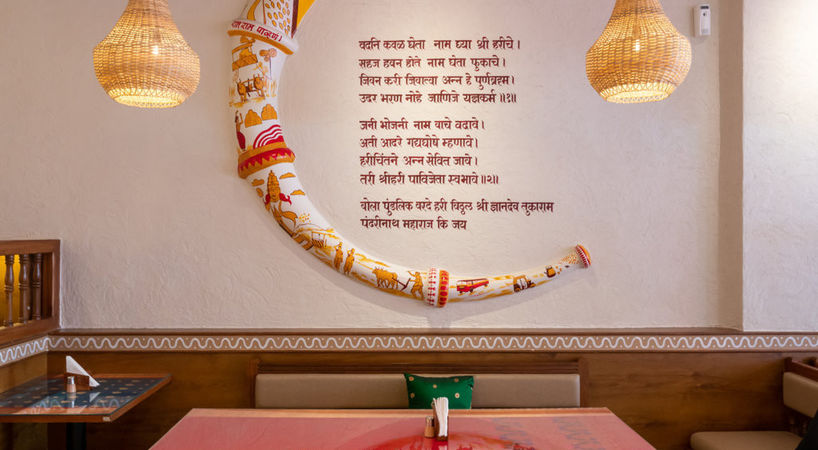 राम पावणं।
वदनि कवळ घेता नाम घ्या श्री हरीचे।
सहज हवन होते नाम घेता फुकाचे।
जिवन करी जिवात्वा अन्न हे पुर्णब्रह्म।
उदर भरण नोहे जाणिजे यज्ञकर्म॥१॥
जनी भोजनी नाम वाचे वदावे।
अती आदरे गद्यघोषे म्हणावे।
हरीचिंतने अन्न सेवित जावे।
तरी श्रीहरी पाविजेता स्वभावे॥२॥
बोला पुंडलिक वरदे हरी विठ्ठल श्री ज्ञानदेव तुकाराम
पंढरीनाथ महाराज कि जय